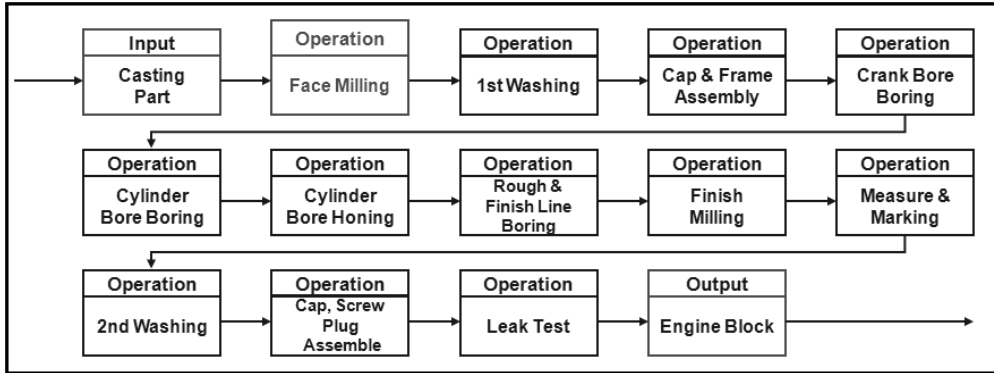 Input
Casting
Part
Operation
Face Milling
Operation
1st Washing
Operation
Cap & Frame
Assembly
Operation
Crank Bore
Boring
Operation
Cylinder
Bore Boring
Operation
Cylinder
Bore Honing
Operation
Rough &
Finish Line
Boring
Operation
Finish
Milling
Operation
Measure &
Marking
Operation
2nd Washing
Operation
Cap, Screw
Plug
Assemble
Operation
Leak Test
Output
Engine Block